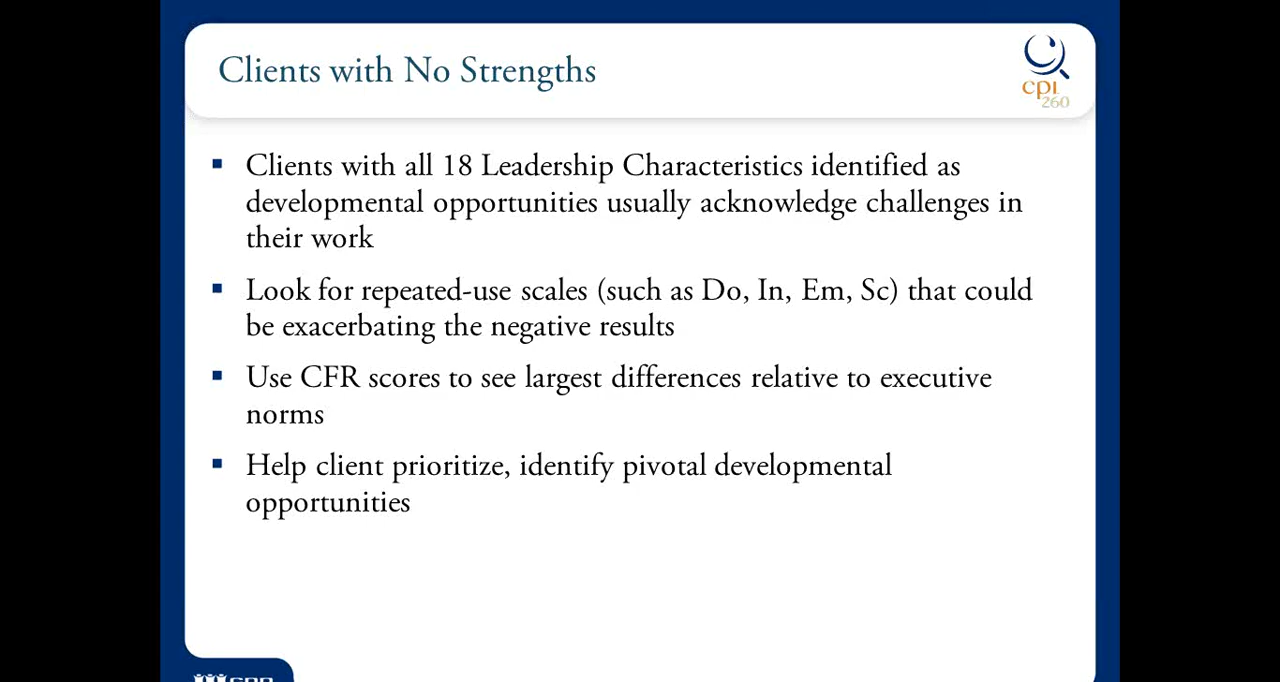 Clients with No Strengths
cpi
260
Clients with all 18 Leadership Characteristics identified as
developmental opportunities usually acknowledge challenges in
their work
Look for repeated-use scales (such as Do, In, Em, Sc) that could
be exacerbating the negative results
Use CFR scores to see largest differences relative to executive
norms
Help client prioritize, identify pivotal developmental
opportunities